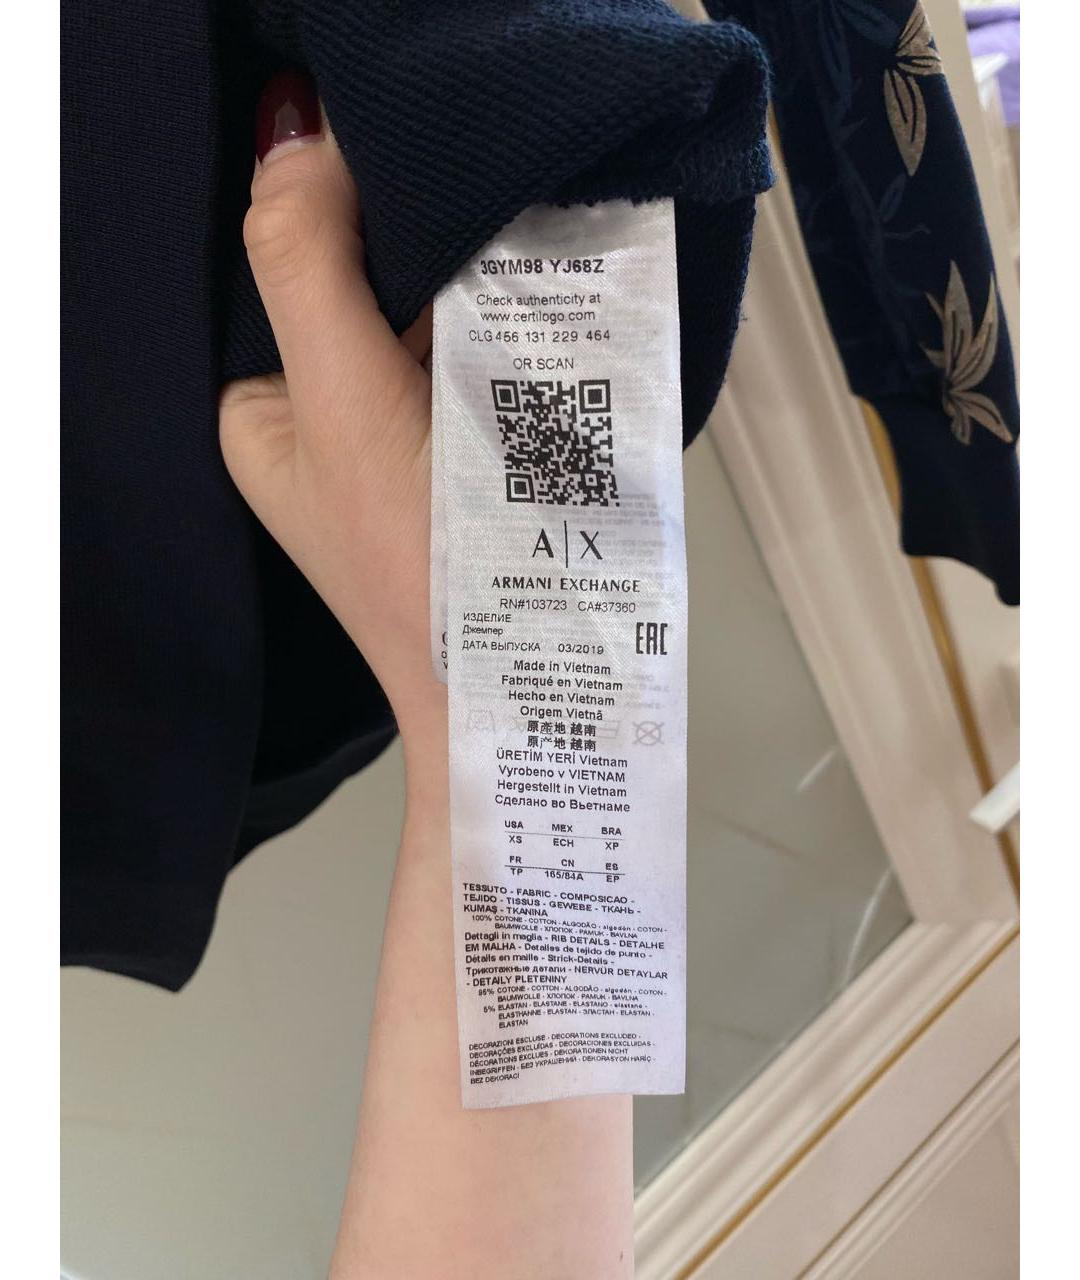 3GYM98 YJ68Z
Check authenticity at
www.certilogo.com
CLG 456 131 229 464
OR SCAN
A|X
ARMANI EXCHANGE
RN#103723 CA#37360
ИЗДЕЛИЕ
Джемпер
ДАТА ВЫПУСКА 03/2019
EAC
Made in Vietnam
Fabriqué en Vietnam
Hecho en Vietnam
Origem Vietnã
原產地 越南
原产地 越南
ÜRETİM YERİ Vietnam
Vyrobeno v VIETNAM
Hergestellt in Vietnam
Сделано во Вьетнаме
USA MEX BRA
XS ECH XP
FR CN ES
TP 165/84A EP
TESSUTO - FABRIC - COMPOSICAO -
TEJIDO - TISSUS - GEWEBE - ТКАНЬ -
KUMAŞ - TKANINA
100% COTONE - COTTON - ALGODÃO - algodón - COTON -
BAUMWOLLE - ХЛОПОК - PAMUK - BAVLNA
Dettagli in maglia - RIB DETAILS - DETALHE
EM MALHA - Detalles de tejido de punto -
Détails en maille - Strick-Details -
Трикотажные детали - NERVÜR DETAYLAR
- DETAILY PLETENINY
95% COTONE - COTTON - ALGODÃO - algodón - COTON -
BAUMWOLLE - ХЛОПОК - PAMUK - BAVLNA
5% ELASTAN - ELASTANE - ELASTANO - elastano -
ELASTHANNE - ELASTAN - ЭЛАСТАН - ELASTAN -
ELASTAN
DECORAZIONI ESCLUSE - DECORATIONS EXCLUDED -
DECORAÇÕES EXCLUÍDAS - DECORACIONES EXCLUIDAS -
DÉCORATIONS EXCLUES - DEKORATIONEN NICHT
INBEGRIFFEN - БЕЗ УКРАШЕНИЙ - DEKORASYON HARİÇ -
BEZ DEKORACÍ